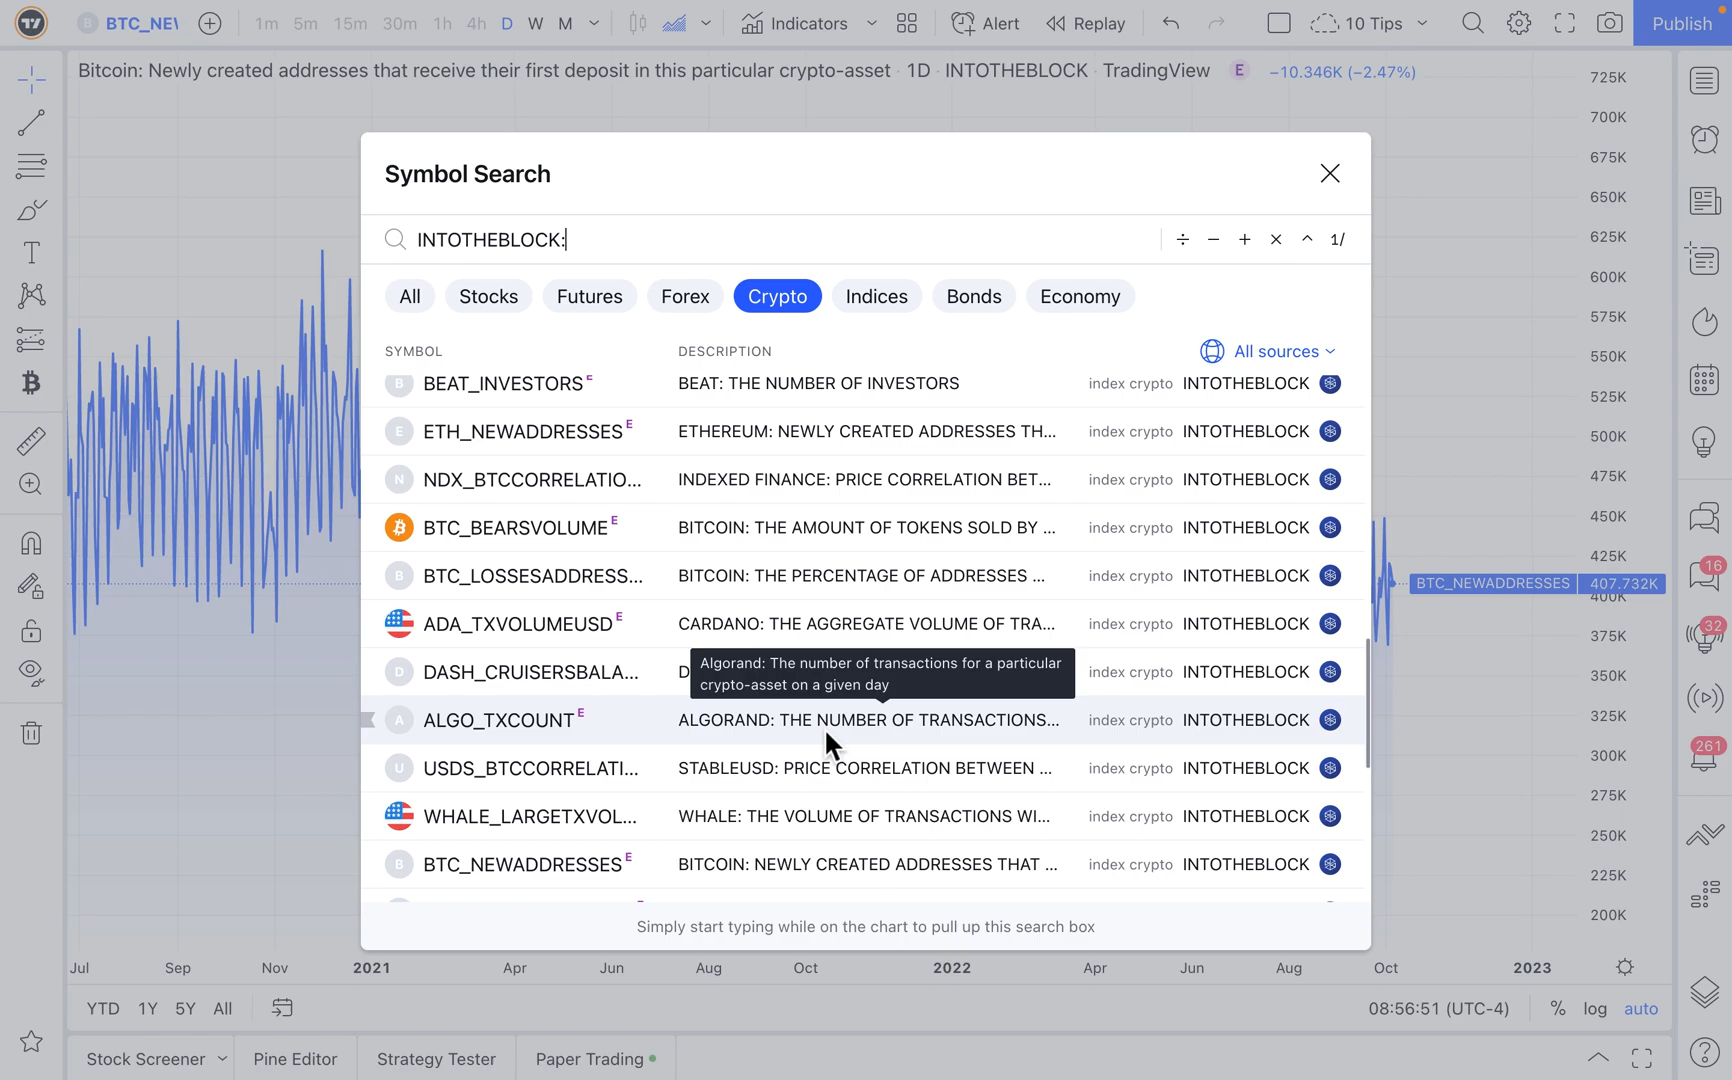 BTC_NE
1m 5m 15m 30m 1h 4h D W M
Indicators
Alert
Replay
10 Tips
Publish
Bitcoin: Newly created addresses that receive their first deposit in this particular crypto-asset · 1D · INTOTHEBLOCK · TradingView E −10.346K (−2.47%)
Symbol Search
INTOTHEBLOCK:
÷ − + × ^ 1/
All Stocks Futures Forex Crypto Indices Bonds Economy
SYMBOL DESCRIPTION All sources
B BEAT_INVESTORS E BEAT: THE NUMBER OF INVESTORS index crypto INTOTHEBLOCK
E ETH_NEWADDRESSES E ETHEREUM: NEWLY CREATED ADDRESSES TH... index crypto INTOTHEBLOCK
N NDX_BTCCORRELATIO... INDEXED FINANCE: PRICE CORRELATION BET... index crypto INTOTHEBLOCK
BTC_BEARSVOLUME E BITCOIN: THE AMOUNT OF TOKENS SOLD BY ... index crypto INTOTHEBLOCK
B BTC_LOSSESADDRESS... BITCOIN: THE PERCENTAGE OF ADDRESSES ... index crypto INTOTHEBLOCK
ADA_TXVOLUMEUSD E CARDANO: THE AGGREGATE VOLUME OF TRA... index crypto INTOTHEBLOCK
Algorand: The number of transactions for a particular
crypto-asset on a given day
D DASH_CRUISERSBALA... D index crypto INTOTHEBLOCK
A ALGO_TXCOUNT E ALGORAND: THE NUMBER OF TRANSACTIONS... index crypto INTOTHEBLOCK
U USDS_BTCCORRELATI... STABLEUSD: PRICE CORRELATION BETWEEN ... index crypto INTOTHEBLOCK
WHALE_LARGETXVOL... WHALE: THE VOLUME OF TRANSACTIONS WI... index crypto INTOTHEBLOCK
B BTC_NEWADDRESSES E BITCOIN: NEWLY CREATED ADDRESSES THAT ... index crypto INTOTHEBLOCK
Simply start typing while on the chart to pull up this search box
725K
700K
675K
650K
625K
600K
575K
550K
525K
500K
475K
450K
425K
BTC_NEWADDRESSES 407.732K
400K
375K
350K
325K
300K
275K
250K
225K
200K
16
32
261
Jul Sep Nov 2021 Apr Jun Aug Oct 2022 Apr Jun Aug Oct 2023
YTD 1Y 5Y All
08:56:51 (UTC-4) % log auto
Stock Screener Pine Editor Strategy Tester Paper Trading